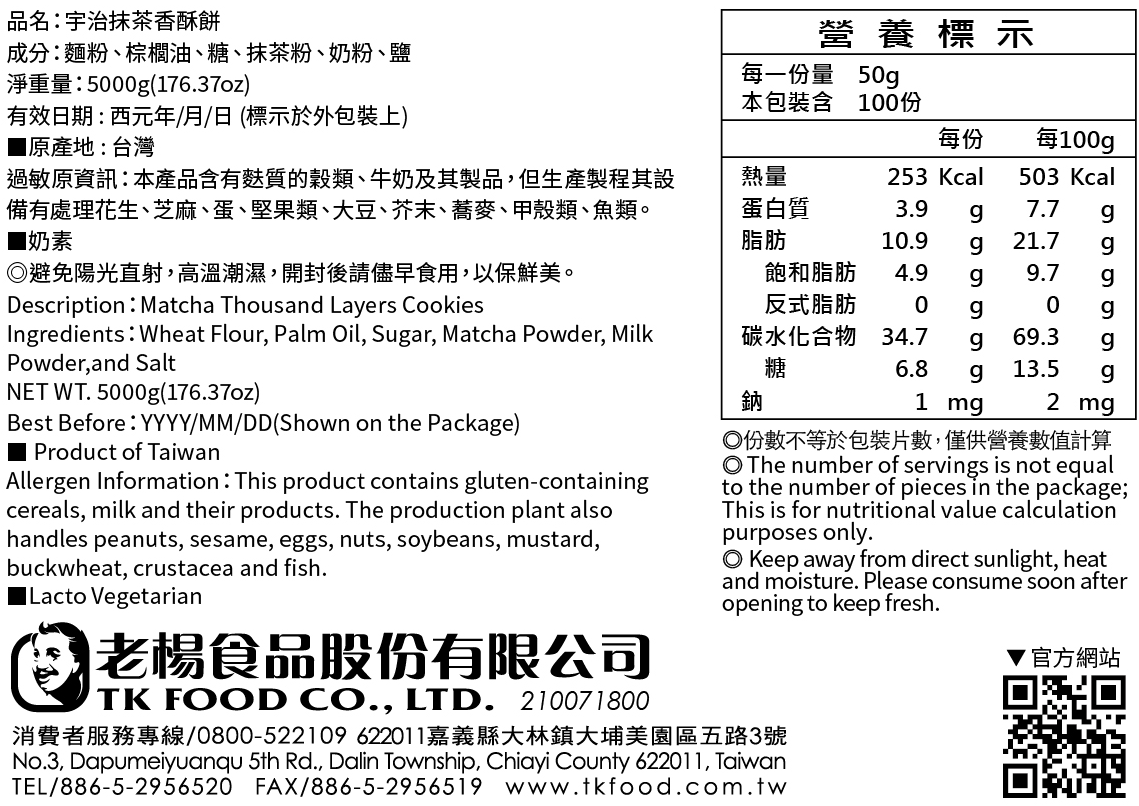 品名：宇治抹茶香酥餅
成分：麵粉、棕櫚油、糖、抹茶粉、奶粉、鹽
淨重量：5000g(176.37oz)
有效日期 : 西元年/月/日 (標示於外包裝上)
■原產地 : 台灣
過敏原資訊：本產品含有麩質的穀類、牛奶及其製品，但生產製程其設
備有處理花生、芝麻、蛋、堅果類、大豆、芥末、蕎麥、甲殼類、魚類。
■奶素
◎避免陽光直射，高溫潮濕，開封後請儘早食用，以保鮮美。
Description：Matcha Thousand Layers Cookies
Ingredients：Wheat Flour, Palm Oil, Sugar, Matcha Powder, Milk
Powder,and Salt
NET WT. 5000g(176.37oz)
Best Before：YYYY/MM/DD(Shown on the Package)
■ Product of Taiwan
Allergen Information：This product contains gluten-containing
cereals, milk and their products. The production plant also
handles peanuts, sesame, eggs, nuts, soybeans, mustard,
buckwheat, crustacea and fish.
■Lacto Vegetarian
營養標示
每一份量 50g
本包裝含 100份
每份 每100g
熱量 253 Kcal 503 Kcal
蛋白質 3.9 g 7.7 g
脂肪 10.9 g 21.7 g
飽和脂肪 4.9 g 9.7 g
反式脂肪 0 g 0 g
碳水化合物 34.7 g 69.3 g
糖 6.8 g 13.5 g
鈉 1 mg 2 mg
◎份數不等於包裝片數，僅供營養數值計算
◎ The number of servings is not equal
to the number of pieces in the package;
This is for nutritional value calculation
purposes only.
◎ Keep away from direct sunlight, heat
and moisture. Please consume soon after
opening to keep fresh.
老楊食品股份有限公司
TK FOOD CO., LTD. 210071800
消費者服務專線/0800-522109 622011嘉義縣大林鎮大埔美園區五路3號
No.3, Dapumeiyuanqu 5th Rd., Dalin Township, Chiayi County 622011, Taiwan
TEL/886-5-2956520 FAX/886-5-2956519 www.tkfood.com.tw
▼官方網站